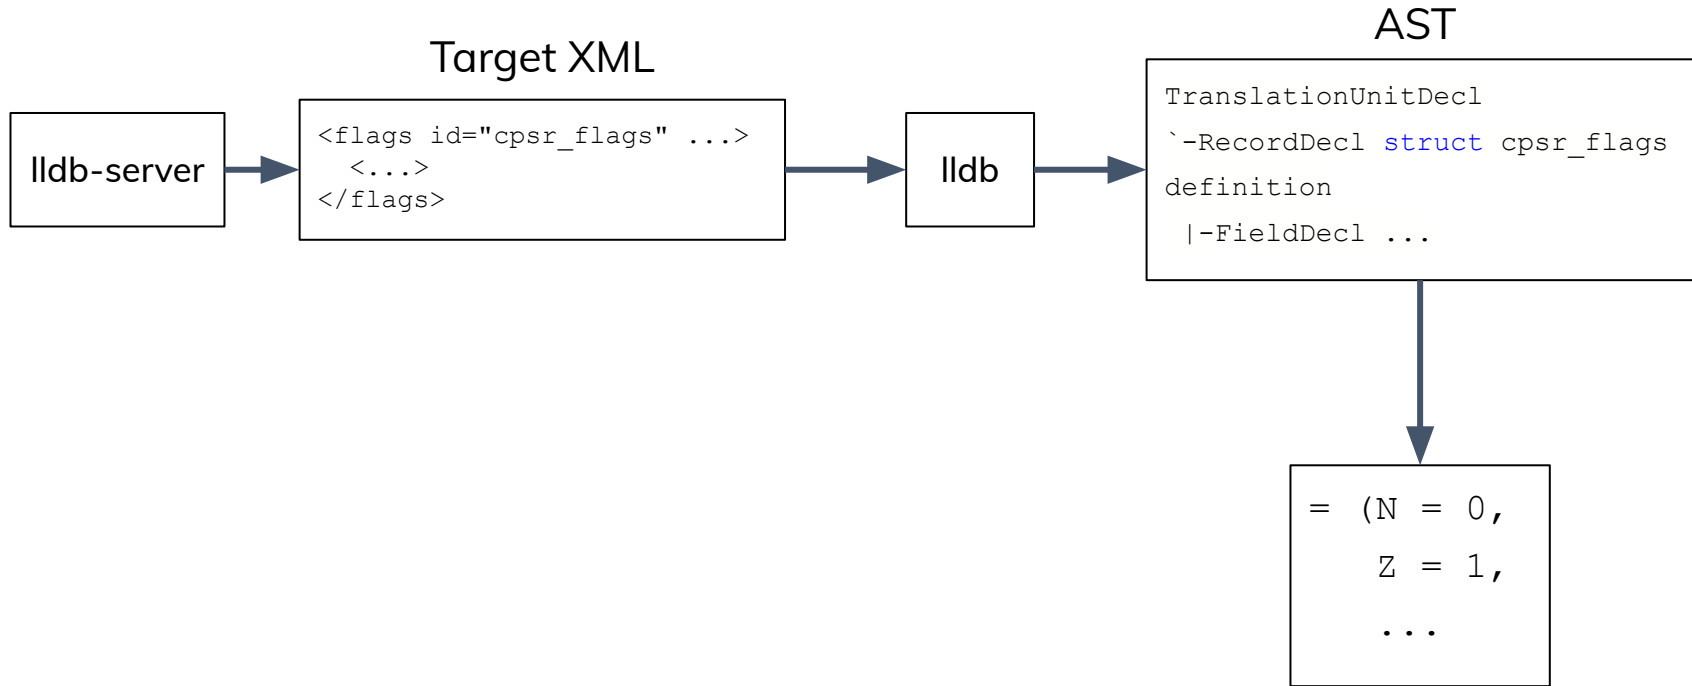 Target XML
AST
lldb-server
<flags id="cpsr_flags" ...>
  <...>
</flags>
lldb
TranslationUnitDecl
`-RecordDecl struct cpsr_flags
definition
 |-FieldDecl ...
= (N = 0,
   Z = 1,
   ...